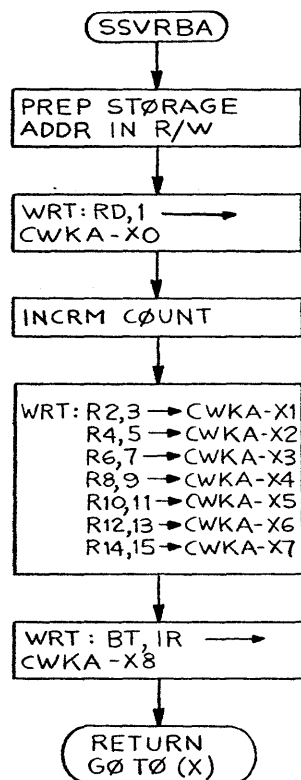 SSVRBA
PREP STØRAGE
ADDR IN R/W
WRT: RD,1 →
CWKA-X0
INCRM CØUNT
WRT: R2,3 → CWKA-X1
R4,5 → CWKA-X2
R6,7 → CWKA-X3
R8,9 → CWKA-X4
R10,11 → CWKA-X5
R12,13 → CWKA-X6
R14,15 → CWKA-X7
WRT: BT, IR →
CWKA-X8
RETURN
GØ TØ (X)